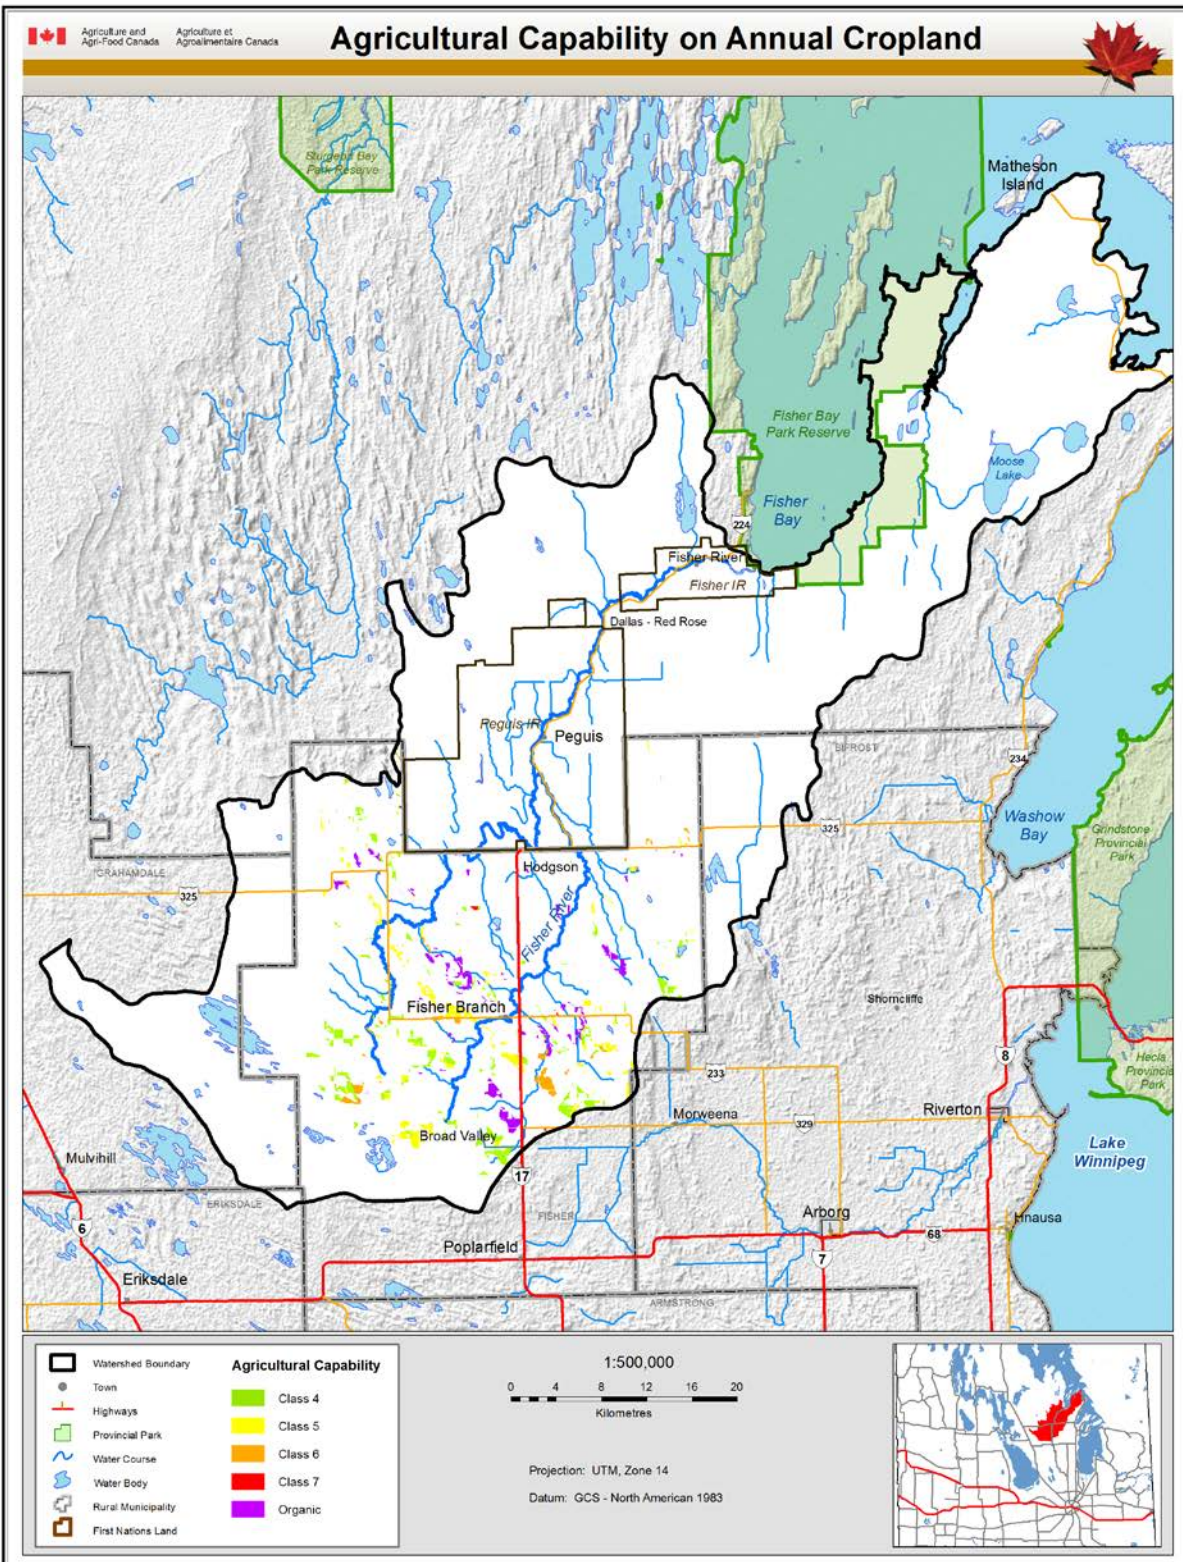 Agriculture and
Agri-Food Canada
Agriculture et
Agroalimentaire Canada
Agricultural Capability on Annual Cropland
Sturgeon Bay
Park Reserve
Matheson
Island
Fisher Bay
Park Reserve
Moose
Lake
Fisher
Bay
224
Fisher River
Fisher IR
Dallas - Red Rose
Peguis IR
Peguis
BIFROST
234
Washow
Bay
325
Grindstone
Provincial
Park
GRAHAMDALE
325
Hodgson
Fisher River
Fisher Branch
Shorncliffe
8
Hecla
Provincia
Park
233
Morweena
329
Riverton
Broad Valley
Lake
Winnipeg
Mulvihill
17
ERIKSDALE
FISHER
Arborg
Hnausa
6
68
Poplarfield
7
Eriksdale
ARMSTRONG
Watershed Boundary
Town
Highways
Provincial Park
Water Course
Water Body
Rural Municipality
First Nations Land
Agricultural Capability
Class 4
Class 5
Class 6
Class 7
Organic
1:500,000
0 4 8 12 16 20
Kilometres
Projection: UTM, Zone 14
Datum: GCS - North American 1983